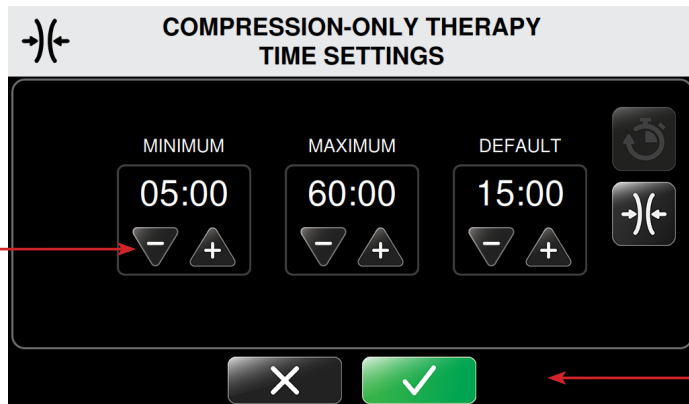 COMPRESSION-ONLY THERAPY
TIME SETTINGS
MINIMUM MAXIMUM DEFAULT
05:00 60:00 15:00